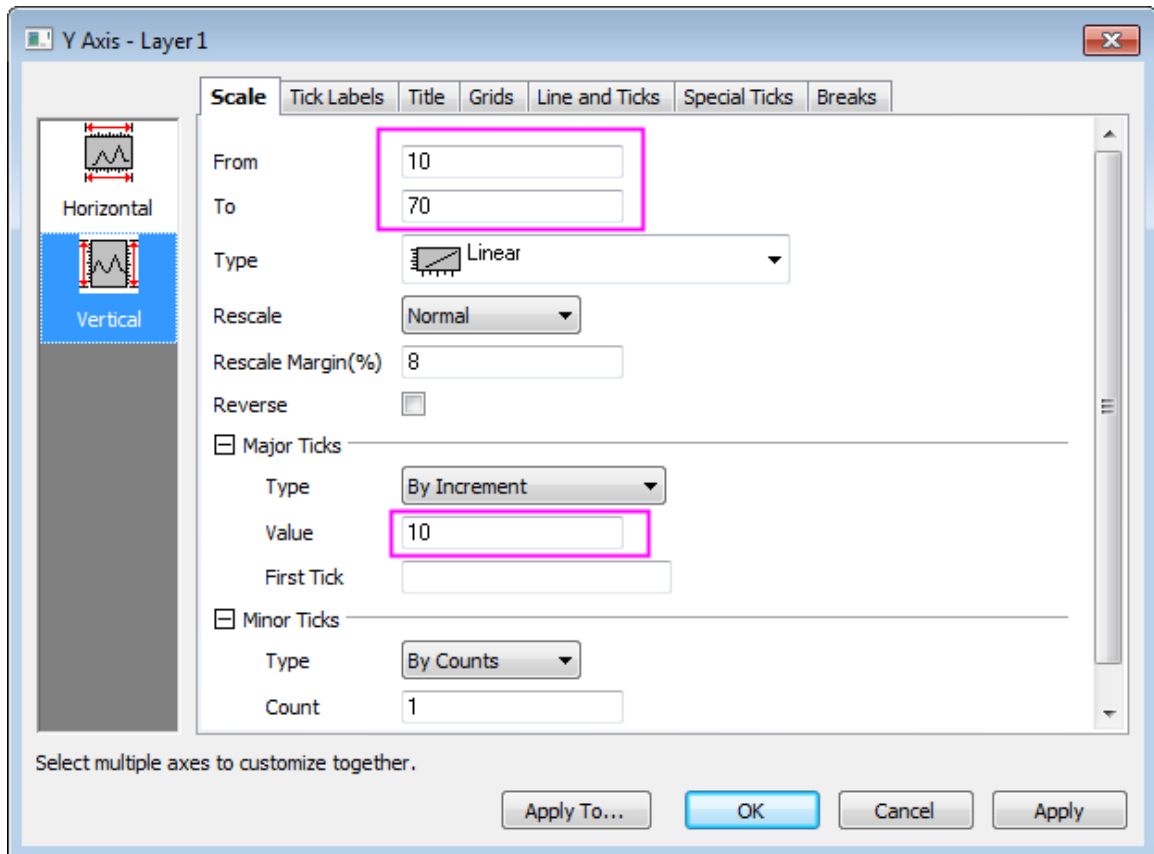 Y Axis - Layer 1
Scale Tick Labels Title Grids Line and Ticks Special Ticks Breaks
Horizontal
Vertical
From 10
To 70
Type Linear
Rescale Normal
Rescale Margin(%) 8
Reverse
Major Ticks
Type By Increment
Value 10
First Tick
Minor Ticks
Type By Counts
Count 1
Select multiple axes to customize together.
Apply To... OK Cancel Apply